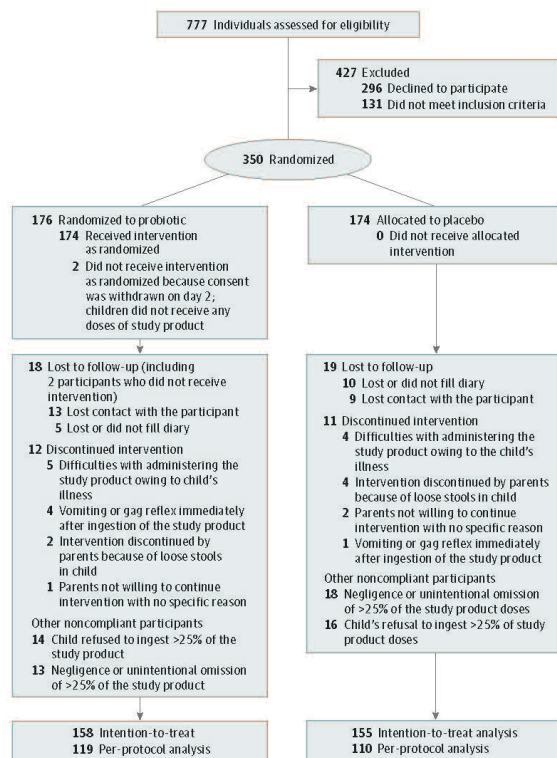 777 Individuals assessed for eligibility
427 Excluded
296 Declined to participate
131 Did not meet inclusion criteria
350 Randomized
176 Randomized to probiotic
174 Received intervention
as randomized
2 Did not receive intervention
as randomized because consent
was withdrawn on day 2;
children did not receive any
doses of study product
174 Allocated to placebo
0 Did not receive allocated
intervention
18 Lost to follow-up (including
2 participants who did not receive
intervention)
13 Lost contact with the participant
5 Lost or did not fill diary
12 Discontinued intervention
5 Difficulties with administering the
study product owing to child's
illness
4 Vomiting or gag reflex immediately
after ingestion of the study product
2 Intervention discontinued by
parents because of loose stools
in child
1 Parents not willing to continue
intervention with no specific reason
Other noncompliant participants
14 Child refused to ingest >25% of the
study product
13 Negligence or unintentional omission
of >25% of the study product
19 Lost to follow-up
10 Lost or did not fill diary
9 Lost contact with the participant
11 Discontinued intervention
4 Difficulties with administering the
study product owing to the child's
illness
4 Intervention discontinued by parents
because of loose stools in child
2 Parents not willing to continue
intervention with no specific reason
1 Vomiting or gag reflex immediately
after ingestion of the study product
Other noncompliant participants
18 Negligence or unintentional omission
of >25% of the study product doses
16 Child's refusal to ingest >25% of study
product doses
158 Intention-to-treat
119 Per-protocol analysis
155 Intention-to-treat analysis
110 Per-protocol analysis